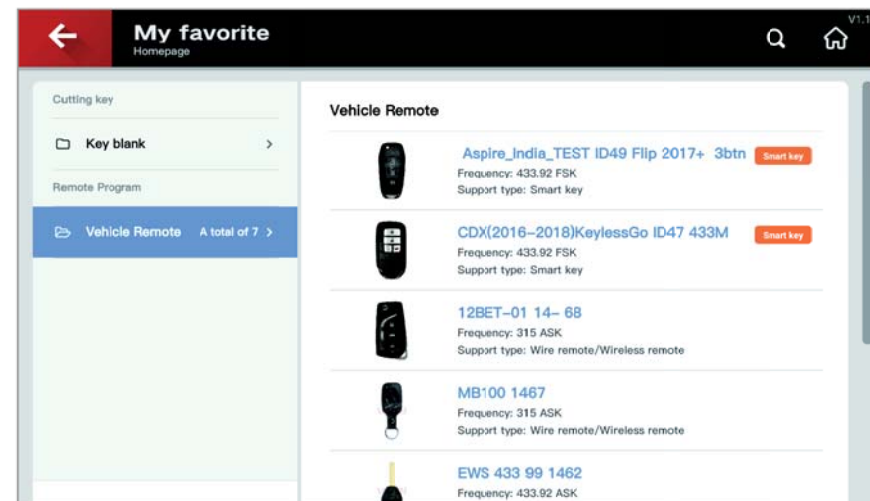 My favorite
Homepage
V1.1
Cutting key
Key blank
Remote Program
Vehicle Remote A total of 7
Vehicle Remote
Aspire_India_TEST ID49 Flip 2017+ 3btn Smart key
Frequency: 433.92 FSK
Support type: Smart key
CDX(2016-2018)KeylessGo ID47 433M Smart key
Frequency: 433.92 FSK
Support type: Smart key
12BET-01 14- 68
Frequency: 315 ASK
Support type: Wire remote/Wireless remote
MB100 1467
Frequency: 315 ASK
Support type: Wire remote/Wireless remote
EWS 433 99 1462
Frequency: 433.92 ASK